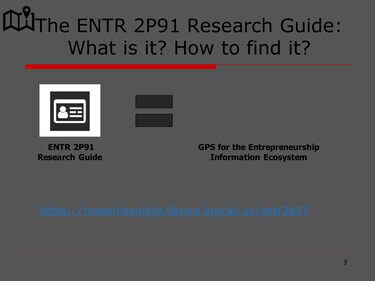 The ENTR 2P91 Research Guide:
What is it? How to find it?
ENTR 2P91
Research Guide
GPS for the Entrepreneurship
Information Ecosystem
https://researchguides.library.brocku.ca/entr2p91
5